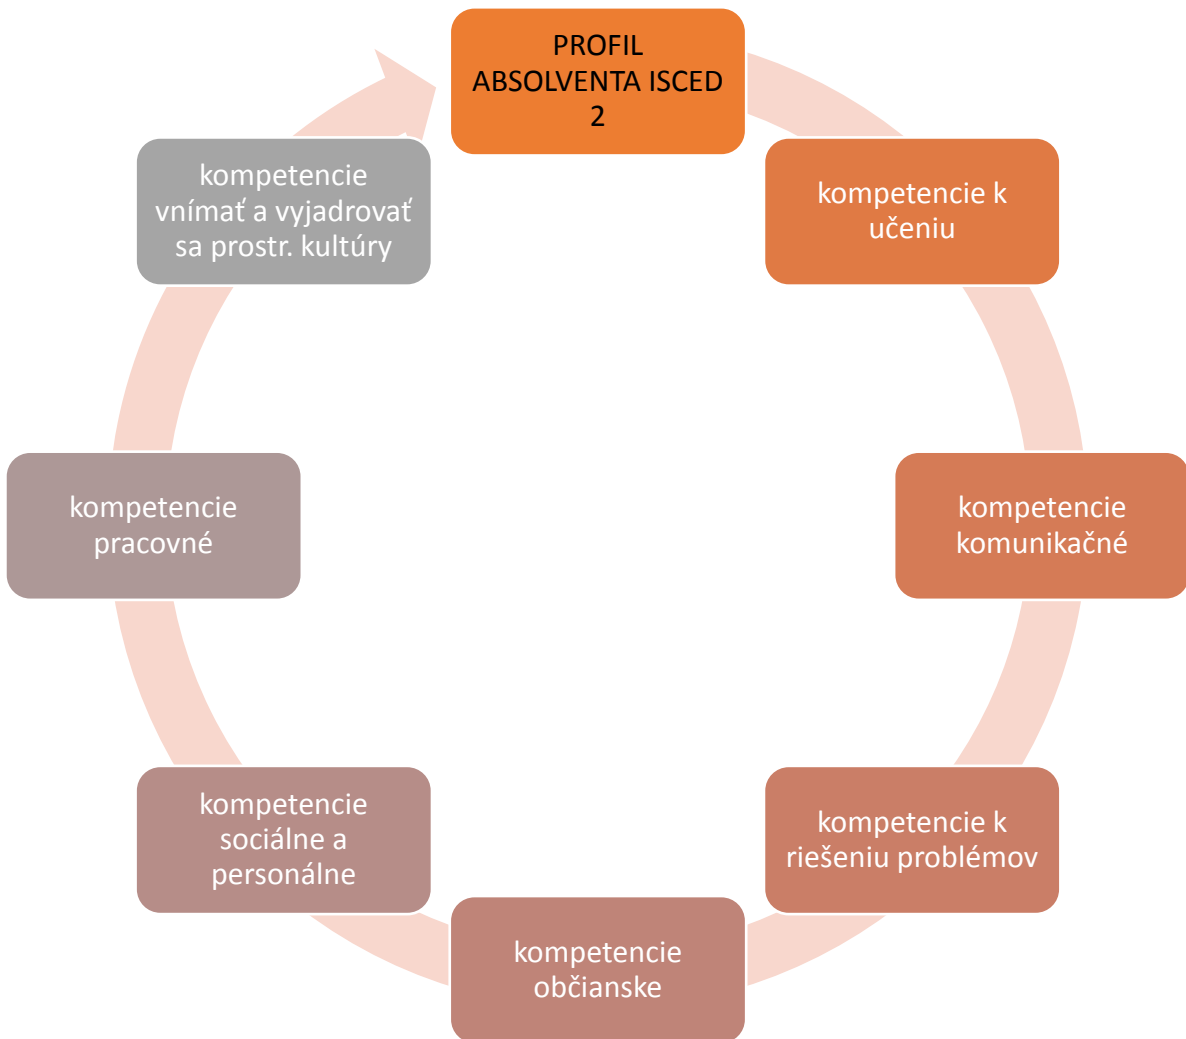 PROFIL
ABSOLVENTA ISCED
2
kompetencie k
učeniu
kompetencie
komunikačné
kompetencie k
riešeniu problémov
kompetencie
občianske
kompetencie
sociálne a
personálne
kompetencie
pracovné
kompetencie
vnímať a vyjadrovať
sa prostr. kultúry